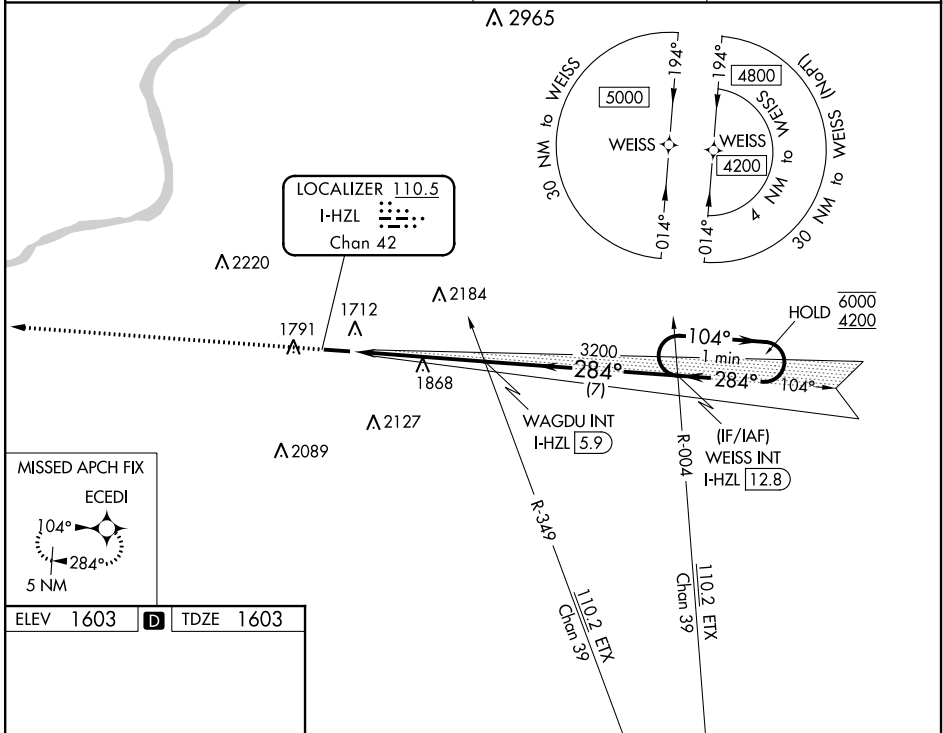 2965
30 NM to WEISS
5000
194°
WEISS
014°
194°
4800
WEISS
4200
014°
4 NM to WEISS
30 NM to WEISS (NoPT)
LOCALIZER 110.5
I-HZL
Chan 42
2220
1791
1712
2184
HOLD
6000
4200
104°
1 min
3200
284°
(7)
284°
104°
1868
WAGDU INT
I-HZL 5.9
(IF/IAF)
WEISS INT
I-HZL 12.8
2127
2089
R-349
R-004
110.2 ETX
Chan 39
110.2 ETX
Chan 39
MISSED APCH FIX
ECEDI
104°
284°
5 NM
ELEV 1603 D TDZE 1603